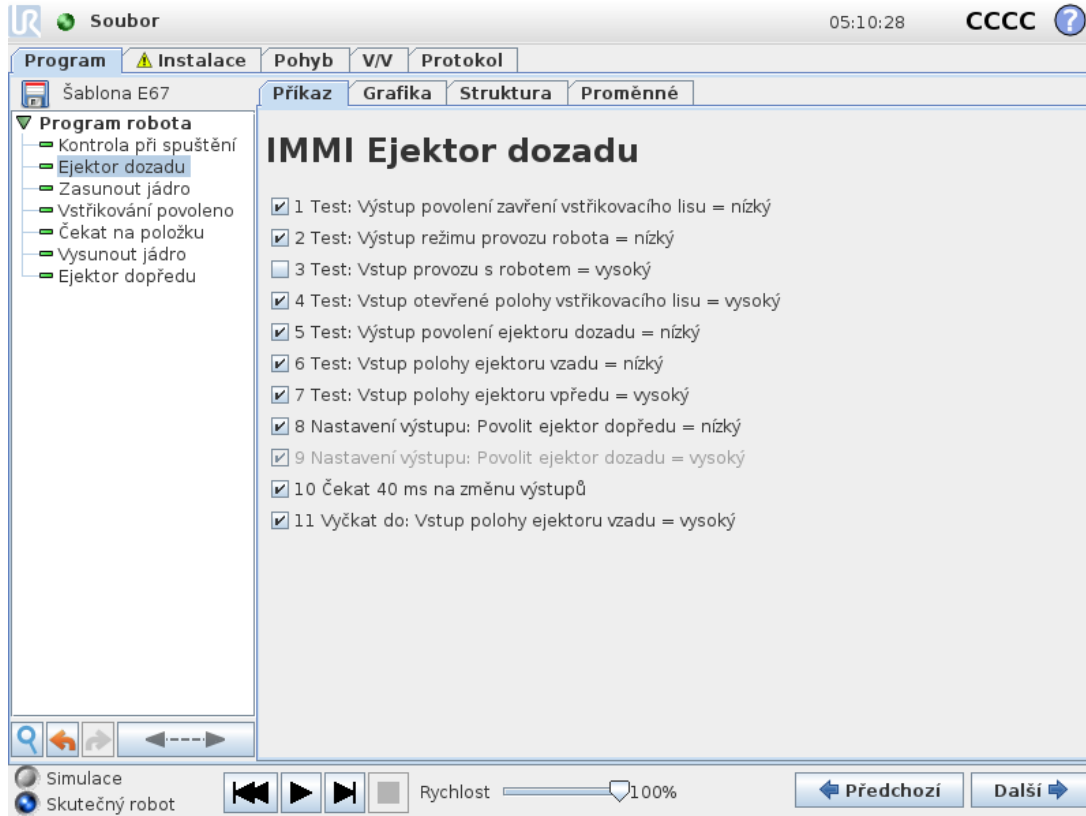 UR Soubor 05:10:28 CCCC ?
Program Instalace Pohyb V/V Protokol
Šablona E67 Příkaz Grafika Struktura Proměnné
Program robota
Kontrola při spuštění
Ejektor dozadu
Zasunout jádro
Vstřikování povoleno
Čekat na položku
Vysunout jádro
Ejektor dopředu
IMMI Ejektor dozadu
1 Test: Výstup povolení zavření vstřikovacího lisu = nízký
2 Test: Výstup režimu provozu robota = nízký
3 Test: Vstup provozu s robotem = vysoký
4 Test: Vstup otevřené polohy vstřikovacího lisu = vysoký
5 Test: Výstup povolení ejektoru dozadu = nízký
6 Test: Vstup polohy ejektoru vzadu = nízký
7 Test: Vstup polohy ejektoru vpředu = vysoký
8 Nastavení výstupu: Povolit ejektor dopředu = nízký
9 Nastavení výstupu: Povolit ejektor dozadu = vysoký
10 Čekat 40 ms na změnu výstupů
11 Vyčkat do: Vstup polohy ejektoru vzadu = vysoký
Simulace
Skutečný robot
Rychlost 100% Předchozí Další